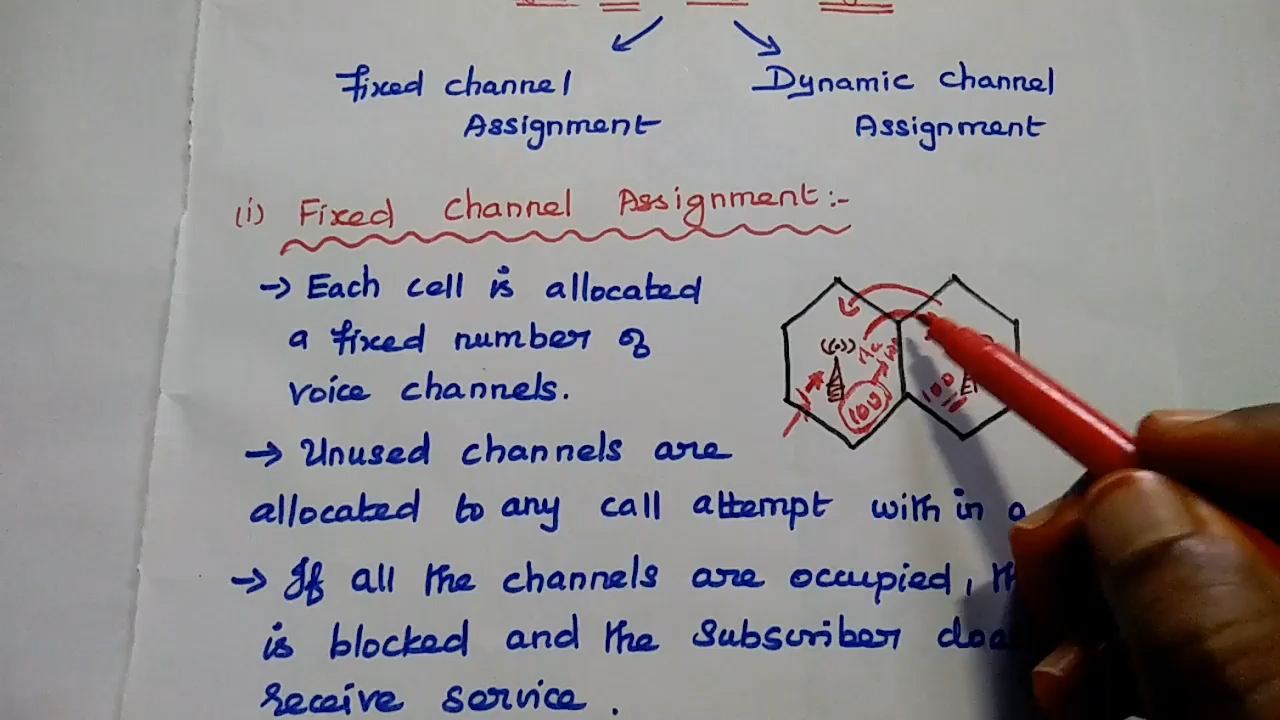 Fixed channel
Assignment
Dynamic channel
Assignment
(i) Fixed channel Assignment:-
→ Each cell is allocated
a fixed number of
voice channels.
((·))
100
100
→ Unused channels are
allocated to any call attempt with in a
→ If all the channels are occupied,
is blocked and the subscriber
receive service.